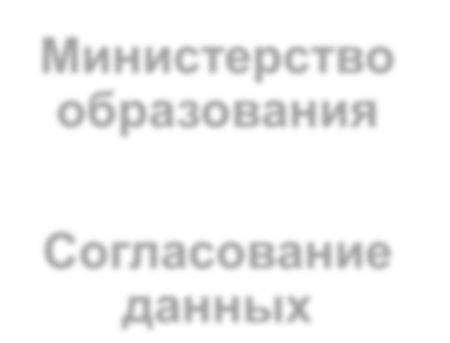 Министерство
образования
Согласование
данных